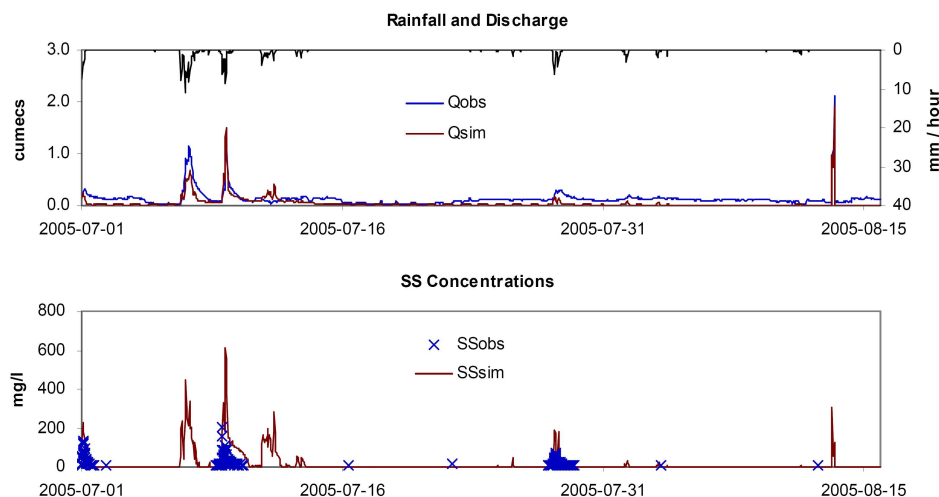 Rainfall and Discharge
3.0
2.0
1.0
0.0
cumecs
Qobs
Qsim
0
10
20
30
40
mm / hour
2005-07-01 2005-07-16 2005-07-31 2005-08-15
SS Concentrations
800
600
400
200
0
mg/l
SSobs
SSsim
2005-07-01 2005-07-16 2005-07-31 2005-08-15